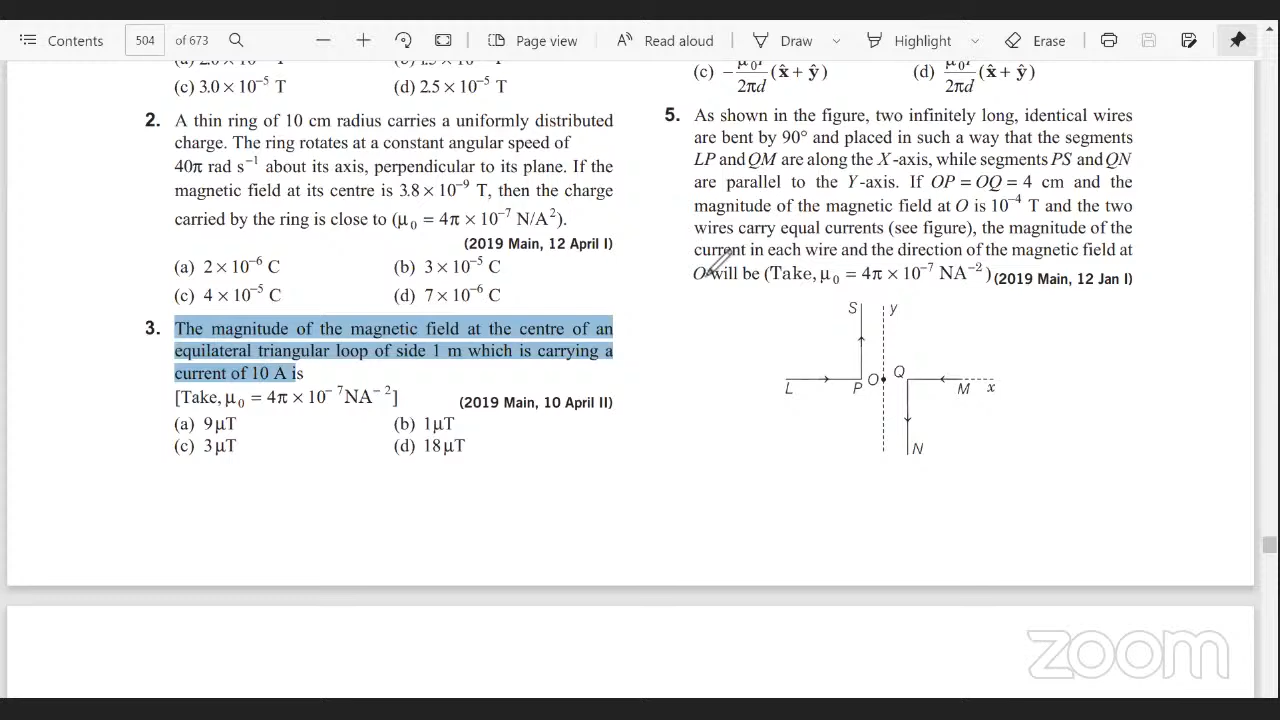 Contents
504 of 673
Page view
Read aloud
Draw
Highlight
Erase
(c) 3.0 × 10⁻⁵ T (d) 2.5 × 10⁻⁵ T
2. A thin ring of 10 cm radius carries a uniformly distributed
charge. The ring rotates at a constant angular speed of
40π rad s⁻¹ about its axis, perpendicular to its plane. If the
magnetic field at its centre is 3.8 × 10⁻⁹ T, then the charge
carried by the ring is close to (μ₀ = 4π × 10⁻⁷ N/A²).
(2019 Main, 12 April I)
(a) 2 × 10⁻⁶ C (b) 3 × 10⁻⁵ C
(c) 4 × 10⁻⁵ C (d) 7 × 10⁻⁶ C
3. The magnitude of the magnetic field at the centre of an
equilateral triangular loop of side 1 m which is carrying a
current of 10 A is
[Take, μ₀ = 4π × 10⁻⁷ NA⁻²]
(2019 Main, 10 April II)
(a) 9μT (b) 1μT
(c) 3μT (d) 18μT
(c) −μ₀I/2πd (x̂ + ŷ) (d) μ₀I/2πd (x̂ + ŷ)
5. As shown in the figure, two infinitely long, identical wires
are bent by 90° and placed in such a way that the segments
LP and QM are along the X-axis, while segments PS and QN
are parallel to the Y-axis. If OP = OQ = 4 cm and the
magnitude of the magnetic field at O is 10⁻⁴ T and the two
wires carry equal currents (see figure), the magnitude of the
current in each wire and the direction of the magnetic field at
O will be (Take, μ₀ = 4π × 10⁻⁷ NA⁻²) (2019 Main, 12 Jan I)
S y
O Q
L P M x
N
zoom